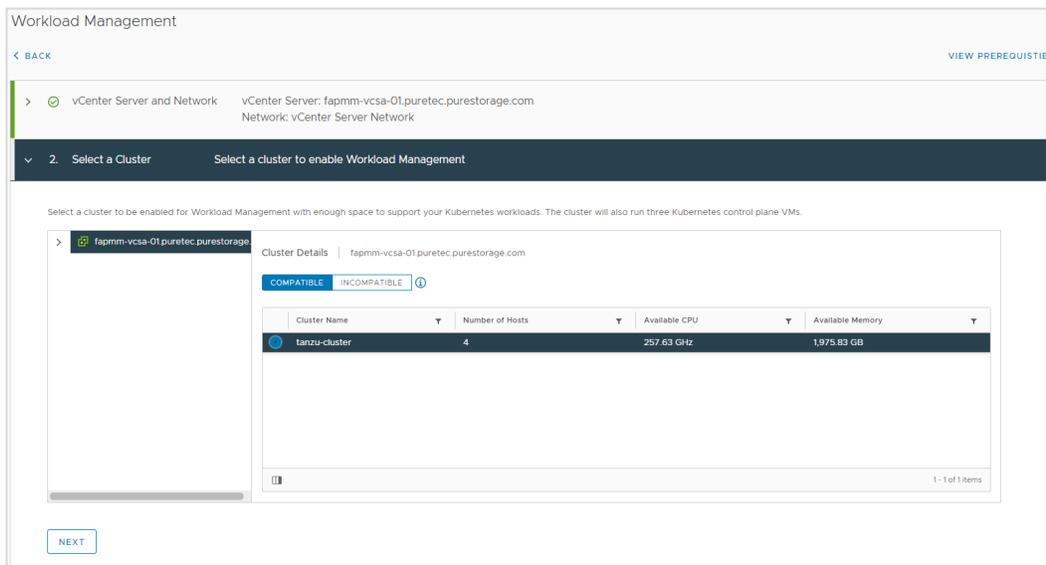 Workload Management
BACK
VIEW PREREQUISTIE
vCenter Server and Network
vCenter Server: fapmm-vcsa-01.puretec.purestorage.com
Network: vCenter Server Network
2. Select a Cluster
Select a cluster to enable Workload Management
Select a cluster to be enabled for Workload Management with enough space to support your Kubernetes workloads. The cluster will also run three Kubernetes control plane VMs.
fapmm-vcsa-01.puretec.purestorage.
Cluster Details | fapmm-vcsa-01.puretec.purestorage.com
COMPATIBLE INCOMPATIBLE
Cluster Name Number of Hosts Available CPU Available Memory
tanzu-cluster 4 257.63 GHz 1,975.83 GB
1 - 1 of 1 items
NEXT